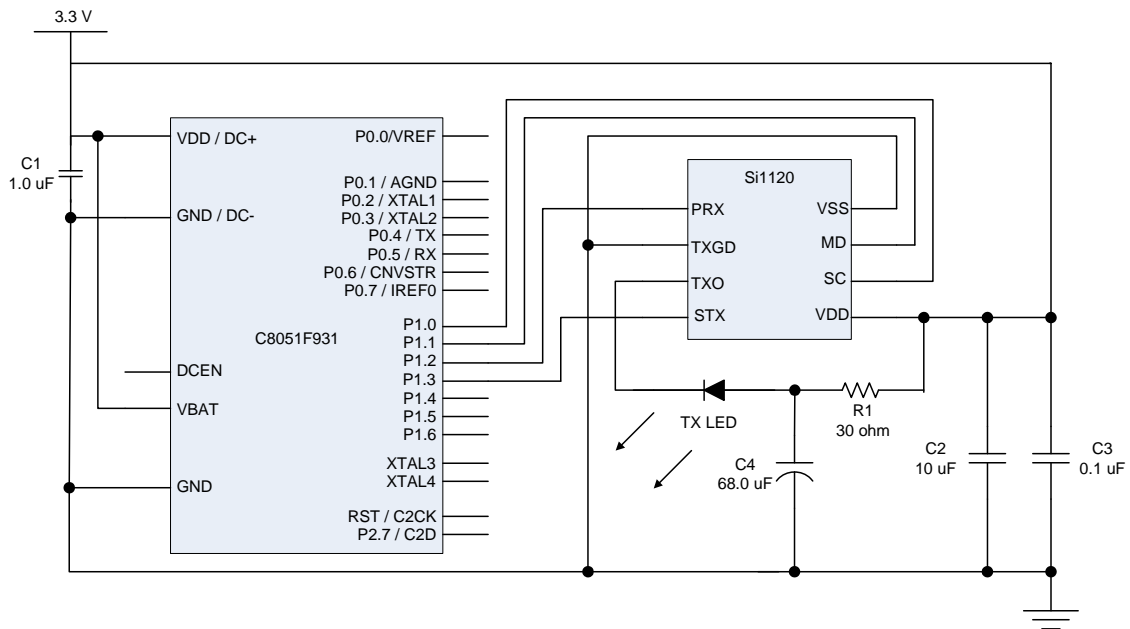 3.3 V
C1
1.0 uF
VDD / DC+
GND / DC-
DCEN
VBAT
GND
C8051F931
P0.0/VREF
P0.1 / AGND
P0.2 / XTAL1
P0.3 / XTAL2
P0.4 / TX
P0.5 / RX
P0.6 / CNVSTR
P0.7 / IREF0
P1.0
P1.1
P1.2
P1.3
P1.4
P1.5
P1.6
XTAL3
XTAL4
RST / C2CK
P2.7 / C2D
Si1120
PRX
TXGD
TXO
STX
VSS
MD
SC
VDD
TX LED
R1
30 ohm
C4
68.0 uF
C2
10 uF
C3
0.1 uF